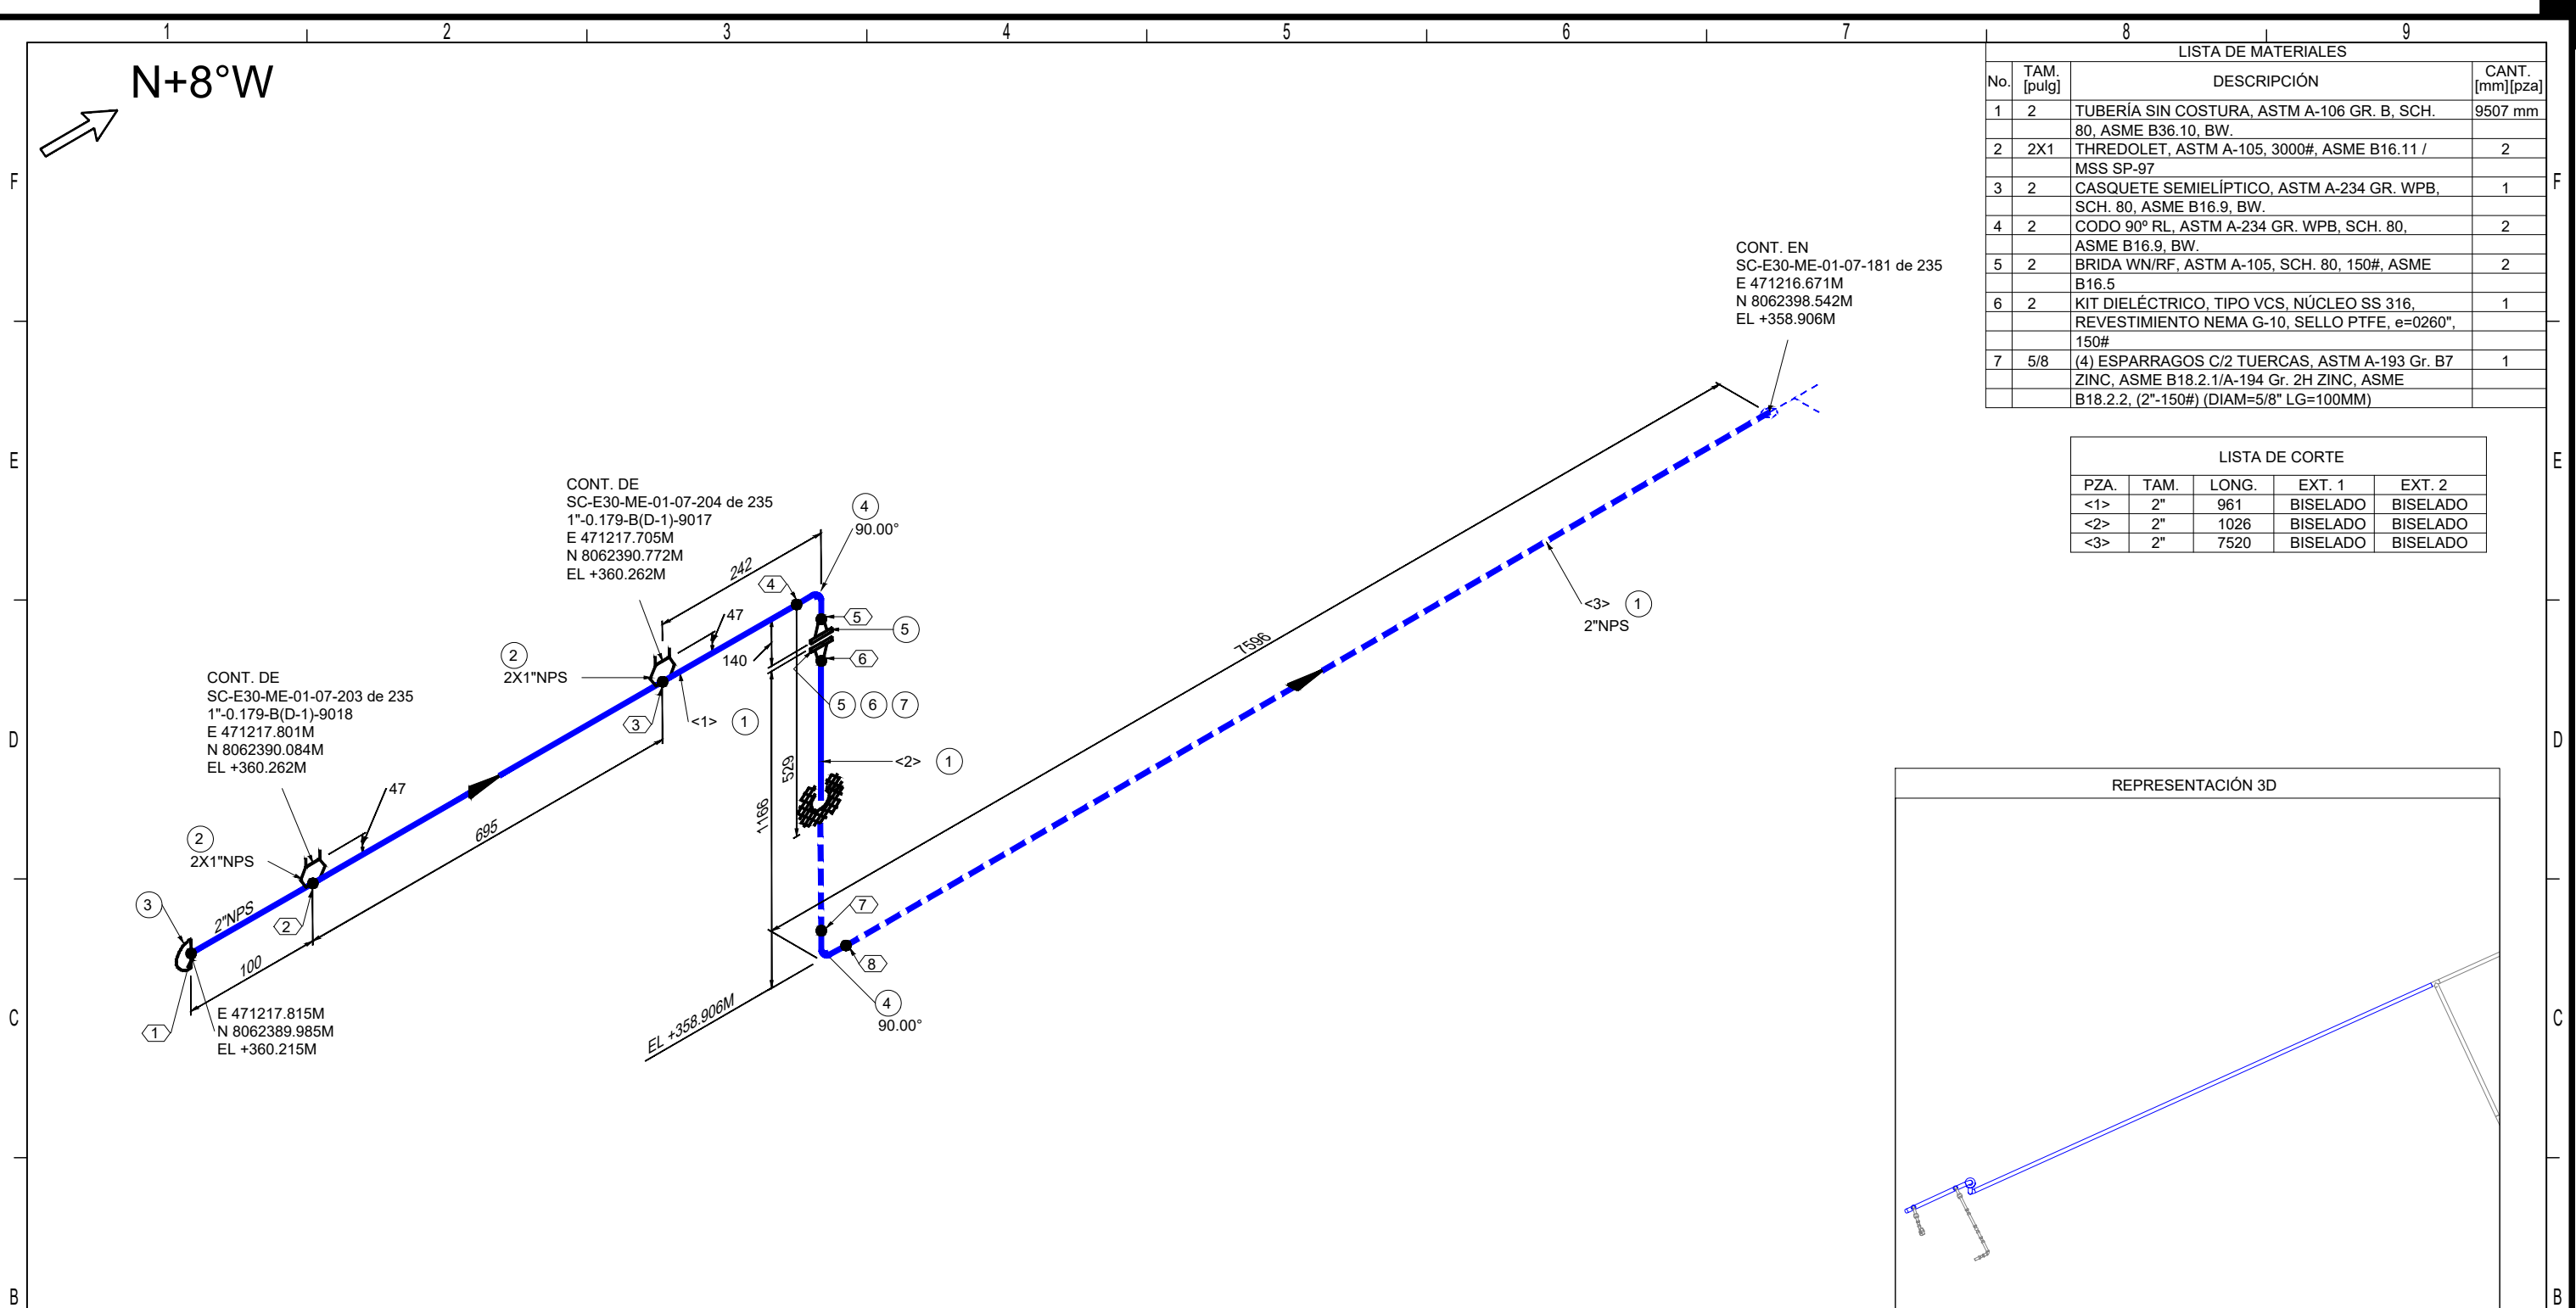 1 2 3 4 5 6 7 8 9
N+8°W
LISTA DE MATERIALES
No. TAM. [pulg] DESCRIPCIÓN CANT. [mm][pza]
1 2 TUBERÍA SIN COSTURA, ASTM A-106 GR. B, SCH. 9507 mm
80, ASME B36.10, BW.
2 2X1 THREDOLET, ASTM A-105, 3000#, ASME B16.11 / 2
MSS SP-97
3 2 CASQUETE SEMIELÍPTICO, ASTM A-234 GR. WPB, 1
SCH. 80, ASME B16.9, BW.
4 2 CODO 90º RL, ASTM A-234 GR. WPB, SCH. 80, 2
ASME B16.9, BW.
5 2 BRIDA WN/RF, ASTM A-105, SCH. 80, 150#, ASME 2
B16.5
6 2 KIT DIELÉCTRICO, TIPO VCS, NÚCLEO SS 316, 1
REVESTIMIENTO NEMA G-10, SELLO PTFE, e=0260",
150#
7 5/8 (4) ESPARRAGOS C/2 TUERCAS, ASTM A-193 Gr. B7 1
ZINC, ASME B18.2.1/A-194 Gr. 2H ZINC, ASME
B18.2.2, (2"-150#) (DIAM=5/8" LG=100MM)
LISTA DE CORTE
PZA. TAM. LONG. EXT. 1 EXT. 2
<1> 2" 961 BISELADO BISELADO
<2> 2" 1026 BISELADO BISELADO
<3> 2" 7520 BISELADO BISELADO
F F
E E
D D
C C
B B
CONT. EN
SC-E30-ME-01-07-181 de 235
E 471216.671M
N 8062398.542M
EL +358.906M
CONT. DE
SC-E30-ME-01-07-204 de 235
1"-0.179-B(D-1)-9017
E 471217.705M
N 8062390.772M
EL +360.262M
4
90.00°
242
4
47
5
5
140
6
2
2X1"NPS
3
<1> 1
5 6 7
<3> 1
2"NPS
7596
CONT. DE
SC-E30-ME-01-07-203 de 235
1"-0.179-B(D-1)-9018
E 471217.801M
N 8062390.084M
EL +360.262M
529
<2> 1
1166
47
695
2
2X1"NPS
3
2"NPS
2
100
7
8
4
90.00°
EL +358.906M
1
E 471217.815M
N 8062389.985M
EL +360.215M
REPRESENTACIÓN 3D